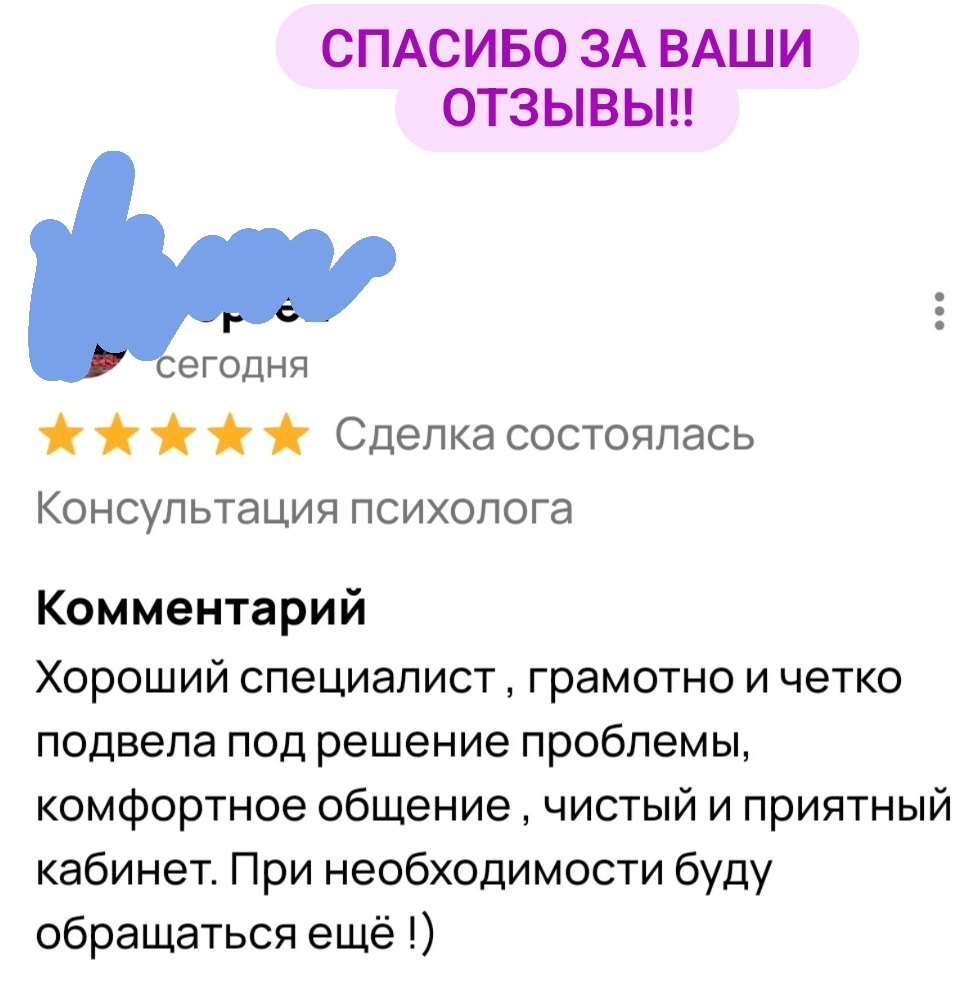 СПАСИБО ЗА ВАШИ
ОТЗЫВЫ!!
сегодня
Сделка состоялась
Консультация психолога
Комментарий
Хороший специалист , грамотно и четко
подвела под решение проблемы,
комфортное общение , чистый и приятный
кабинет. При необходимости буду
обращаться ещё !)